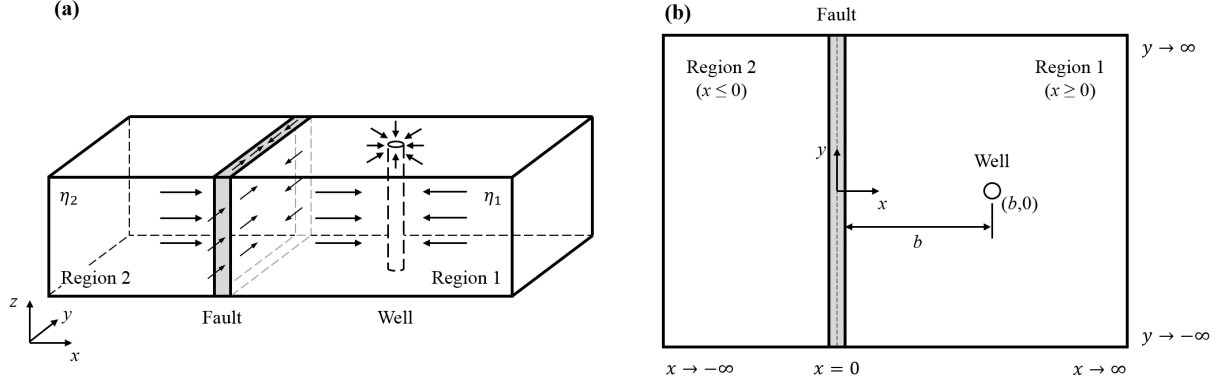 (a)
η₂
η₁
Region 2
Region 1
Fault
Well
z
y
x
(b)
Fault
y → ∞
Region 2
(x ≤ 0)
Region 1
(x ≥ 0)
y
Well
x
(b,0)
b
y → −∞
x → −∞
x = 0
x → ∞